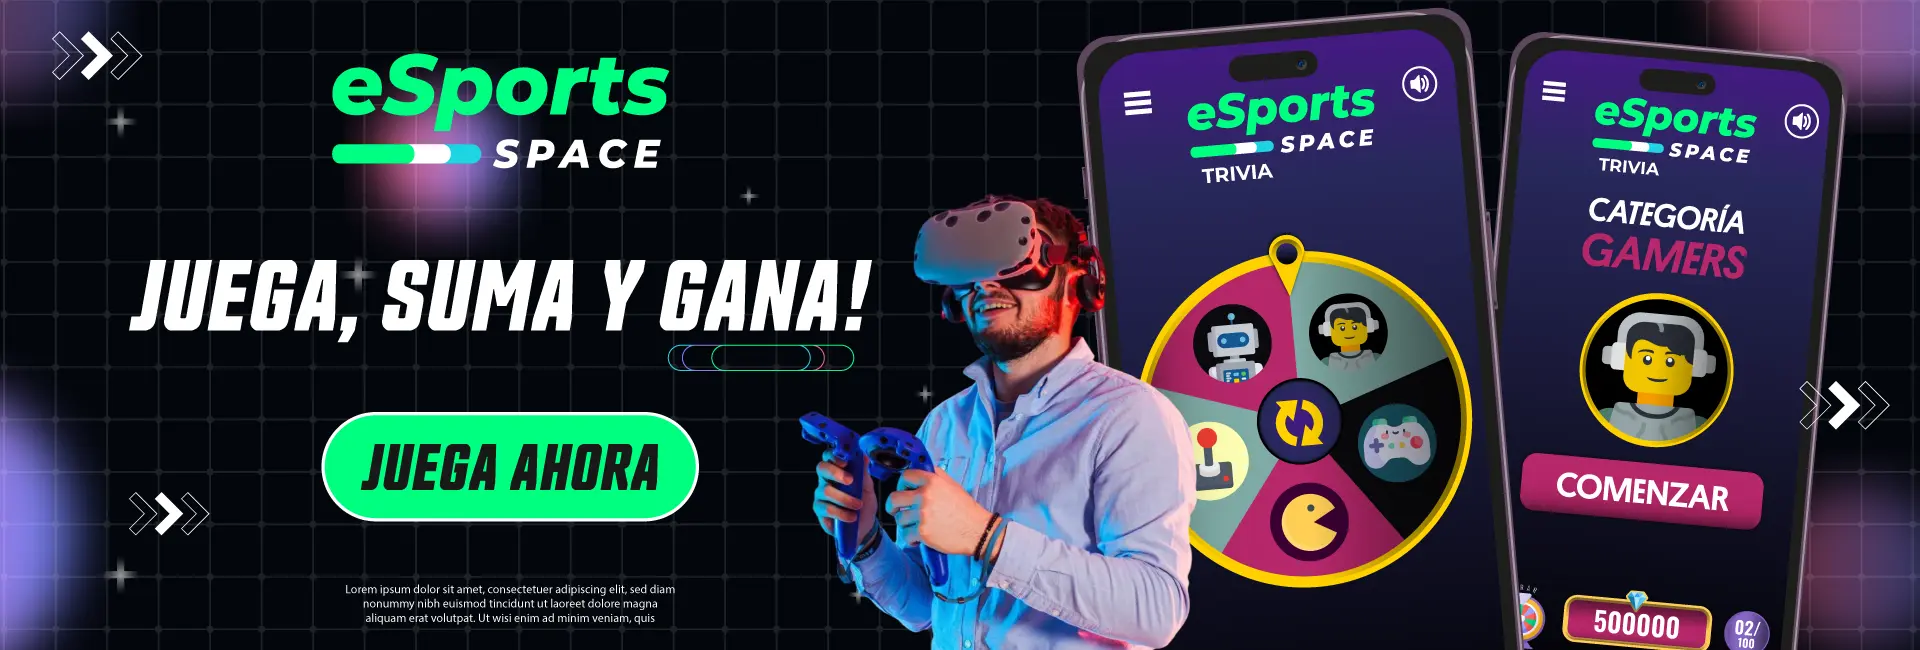 eSports
SPACE
JUEGA, SUMA Y GANA!
JUEGA AHORA
Lorem ipsum dolor sit amet, consectetuer adipiscing elit, sed diam
nonummy nibh euismod tincidunt ut laoreet dolore magna
aliquam erat volutpat. Ut wisi enim ad minim veniam, quis
eSports
SPACE
TRIVIA
eSports
SPACE
TRIVIA
CATEGORÍA
GAMERS
COMENZAR
500000
02/
100